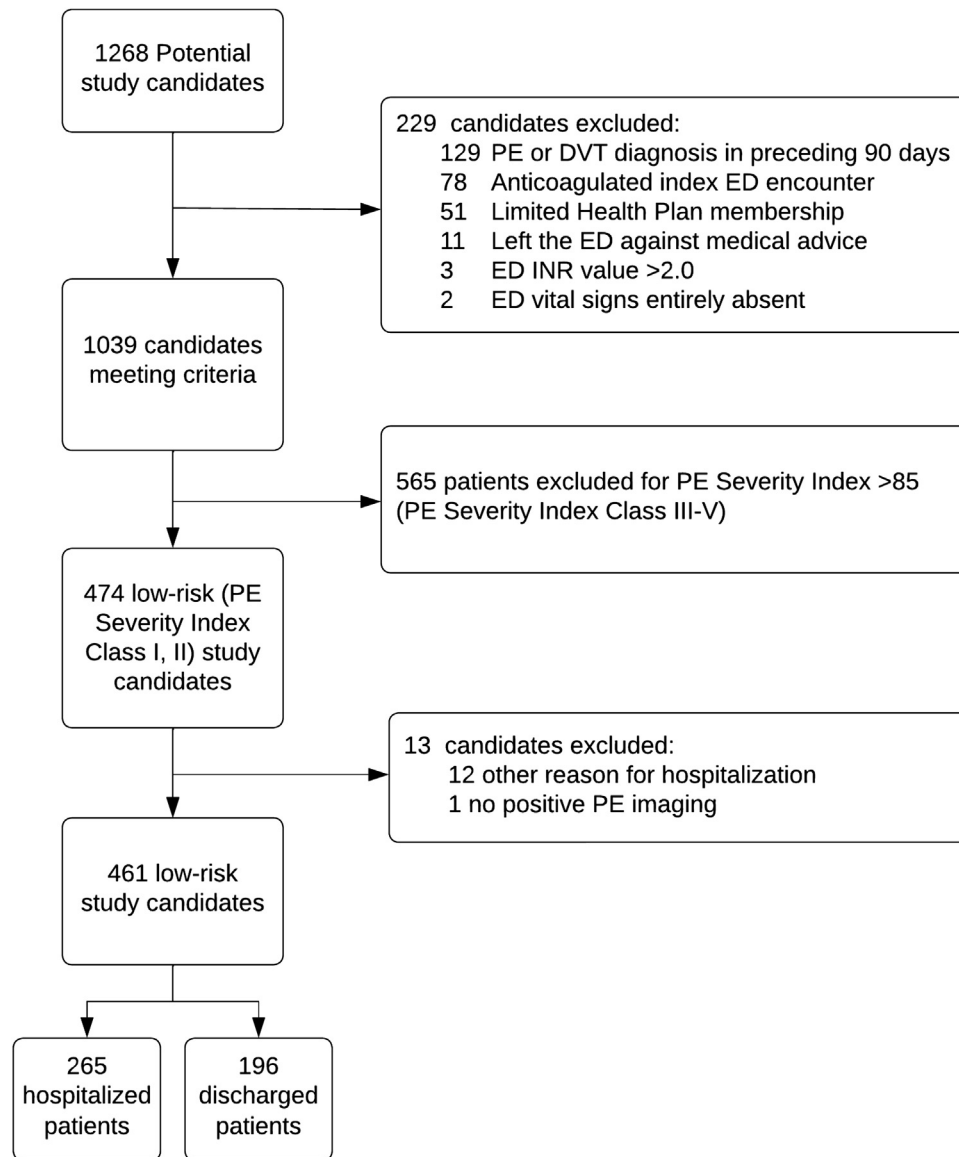 1268 Potential
study candidates
229 candidates excluded:
129 PE or DVT diagnosis in preceding 90 days
78 Anticoagulated index ED encounter
51 Limited Health Plan membership
11 Left the ED against medical advice
3 ED INR value >2.0
2 ED vital signs entirely absent
1039 candidates
meeting criteria
565 patients excluded for PE Severity Index >85
(PE Severity Index Class III-V)
474 low-risk (PE
Severity Index
Class I, II) study
candidates
13 candidates excluded:
12 other reason for hospitalization
1 no positive PE imaging
461 low-risk
study candidates
265
hospitalized
patients
196
discharged
patients